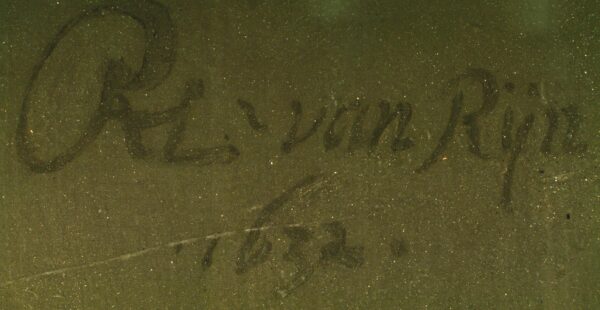 RHL· van Rijn
·1632·